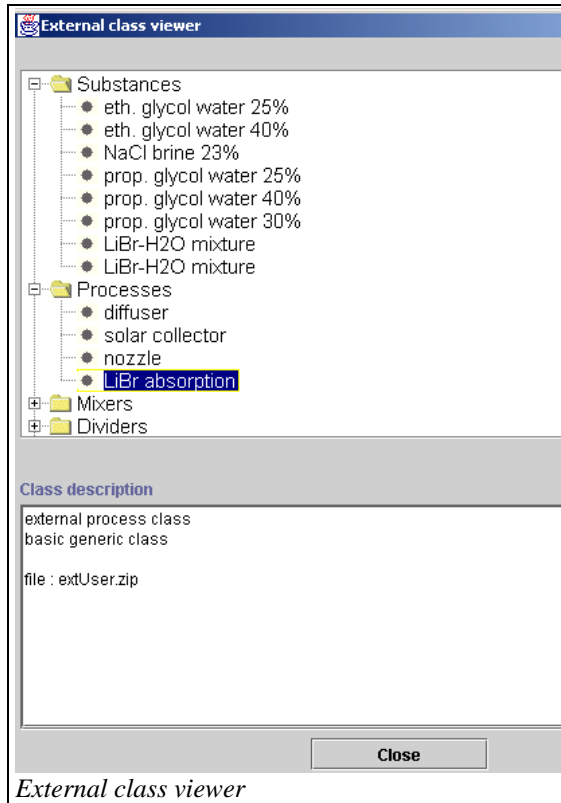 External class viewer
Substances
eth. glycol water 25%
eth. glycol water 40%
NaCl brine 23%
prop. glycol water 25%
prop. glycol water 40%
prop. glycol water 30%
LiBr-H2O mixture
LiBr-H2O mixture
Processes
diffuser
solar collector
nozzle
LiBr absorption
Mixers
Dividers
Class description
external process class
basic generic class
file : extUser.zip
Close
External class viewer